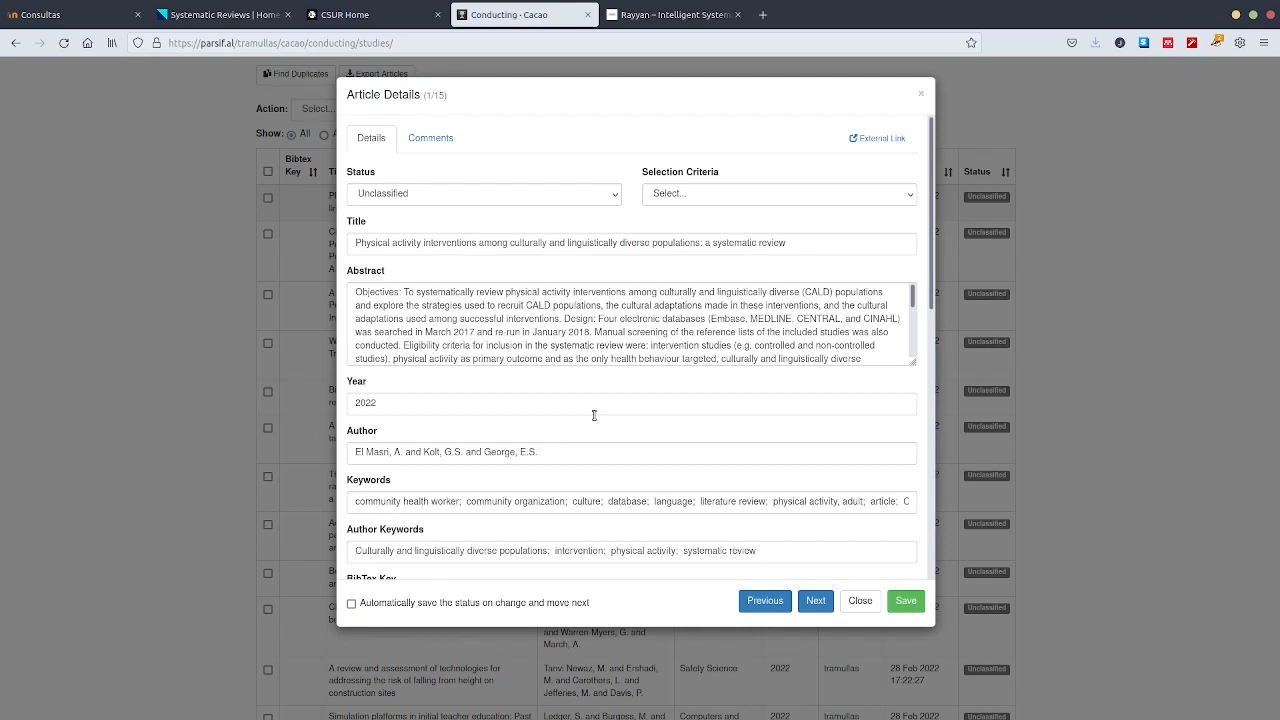 Consultas
Systematic Reviews | Home
CSUR Home
Conducting · Cacao
Rayyan – Intelligent System
https://parsif.al/tramullas/cacao/conducting/studies/
Find Duplicates
Export Articles
Action:
Select...
Show:
All
Bibtex
Key
Status
Article Details (1/15)
Details
Comments
External Link
Status
Selection Criteria
Unclassified
Select...
Title
Physical activity interventions among culturally and linguistically diverse populations: a systematic review
Abstract
Objectives: To systematically review physical activity interventions among culturally and linguistically diverse (CALD) populations
and explore the strategies used to recruit CALD populations, the cultural adaptations made in these interventions, and the cultural
adaptations used among successful interventions. Design: Four electronic databases (Embase, MEDLINE, CENTRAL, and CINAHL)
was searched in March 2017 and re-run in January 2018. Manual screening of the reference lists of the included studies was also
conducted. Eligibility criteria for inclusion in the systematic review were: intervention studies (e.g. controlled and non-controlled
studies), physical activity as primary outcome and as the only health behaviour targeted, culturally and linguistically diverse
Year
2022
Author
El Masri, A. and Kolt, G.S. and George, E.S.
Keywords
community health worker; community organization; culture; database; language; literature review; physical activity, adult; article; C
Author Keywords
Culturally and linguistically diverse populations; intervention; physical activity; systematic review
BibTex Key
Automatically save the status on change and move next
Previous
Next
Close
Save
Unclassified
Unclassified
Unclassified
Unclassified
Unclassified
Unclassified
Unclassified
Unclassified
Unclassified
Unclassified
and Warren-Myers, G. and
March, A.
A review and assessment of technologies for
addressing the risk of falling from height on
construction sites
Tanvi Newaz, M. and Ershadi,
M. and Carothers, L. and
Jefferies, M. and Davis, P.
Safety Science
2022
tramullas
28 Feb 2022
17:22:27
Unclassified
Simulation platforms in initial teacher education: Past
Ledger, S. and Burgess, M. and
Computers and
2022
tramullas
28 Feb 2022
Unclassified